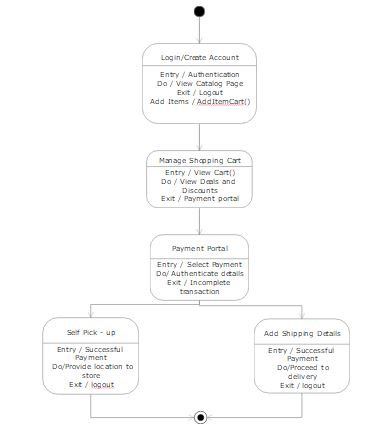 Login/Create Account
Entry / Authentication
Do / View Catalog Page
Exit / Logout
Add Items / AddItemCart()
Manage Shopping Cart
Entry / View Cart()
Do / View Deals and
Discounts
Exit / Payment portal
Payment Portal
Entry / Select Payment
Do/ Authenticate details
Exit / Incomplete
transaction
Self Pick - up
Entry / Successful
Payment
Do/Provide location to
store
Exit / logout
Add Shipping Details
Entry / Successful
Payment
Do/Proceed to
delivery
Exit / logout